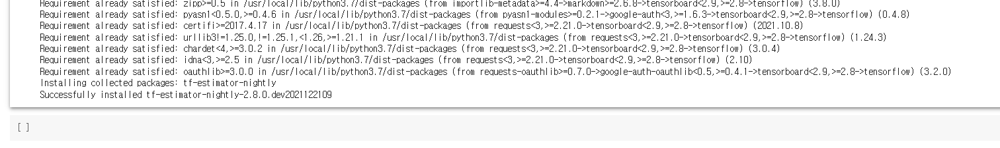 Requirement already satisfied: zipp>=0.5 in /usr/local/lib/python3.7/dist-packages (from importlib-metadata>=4.4->markdown>=2.6.8->tensorboard<2.9,>=2.8->tensorflow) (3.8.0)
Requirement already satisfied: pyasn1<0.5.0,>=0.4.6 in /usr/local/lib/python3.7/dist-packages (from pyasn1-modules>=0.2.1->google-auth<3,>=1.6.3->tensorboard<2.9,>=2.8->tensorflow) (0.4.8)
Requirement already satisfied: certifi>=2017.4.17 in /usr/local/lib/python3.7/dist-packages (from requests<3,>=2.21.0->tensorboard<2.9,>=2.8->tensorflow) (2021.10.8)
Requirement already satisfied: urllib3!=1.25.0,!=1.25.1,<1.26,>=1.21.1 in /usr/local/lib/python3.7/dist-packages (from requests<3,>=2.21.0->tensorboard<2.9,>=2.8->tensorflow) (1.24.3)
Requirement already satisfied: chardet<4,>=3.0.2 in /usr/local/lib/python3.7/dist-packages (from requests<3,>=2.21.0->tensorboard<2.9,>=2.8->tensorflow) (3.0.4)
Requirement already satisfied: idna<3,>=2.5 in /usr/local/lib/python3.7/dist-packages (from requests<3,>=2.21.0->tensorboard<2.9,>=2.8->tensorflow) (2.10)
Requirement already satisfied: oauthlib>=3.0.0 in /usr/local/lib/python3.7/dist-packages (from requests-oauthlib>=0.7.0->google-auth-oauthlib<0.5,>=0.4.1->tensorboard<2.9,>=2.8->tensorflow) (3.2.0)
Installing collected packages: tf-estimator-nightly
Successfully installed tf-estimator-nightly-2.8.0.dev2021122109
[ ]